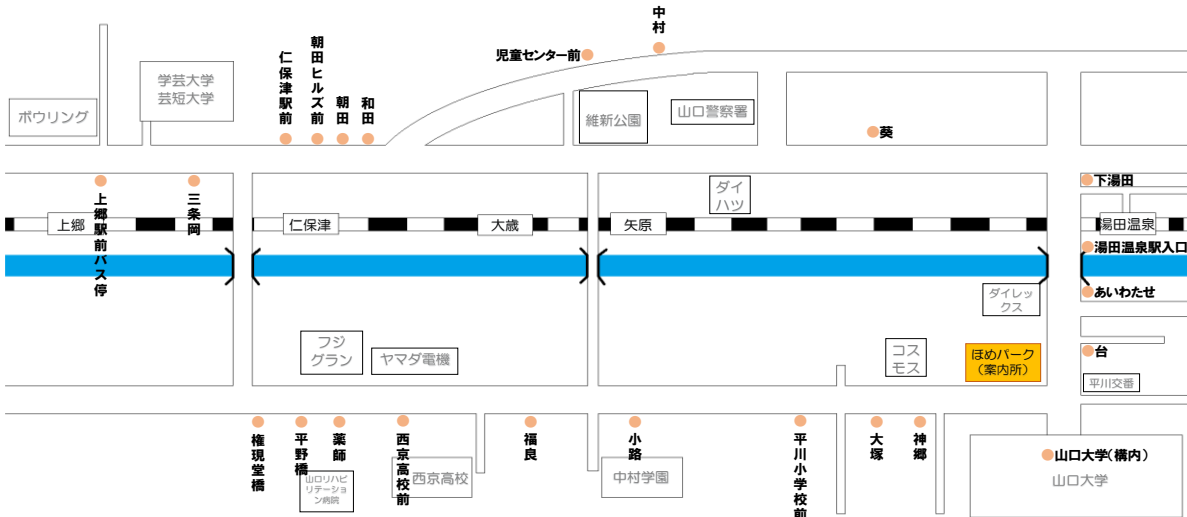 中村
児童センター前
朝田ヒルズ前
仁保津駅前
朝田
和田
学芸大学
芸短大学
ボウリング
維新公園
山口警察署
葵
上郷駅前バス停
三条岡
ダイ
ハツ
下湯田
上郷
仁保津
大歳
矢原
湯田温泉
湯田温泉駅入口
あいわたせ
ダイレッ
クス
フジ
グラン
ヤマダ電機
コス
モス
ほめパーク
(案内所)
台
平川交番
権現堂橋
平野橋
薬師
西京高校前
福良
小路
平川小学校前
大塚
神郷
山口リハビ
リテーショ
ン病院
西京高校
中村学園
山口大学(構内)
山口大学